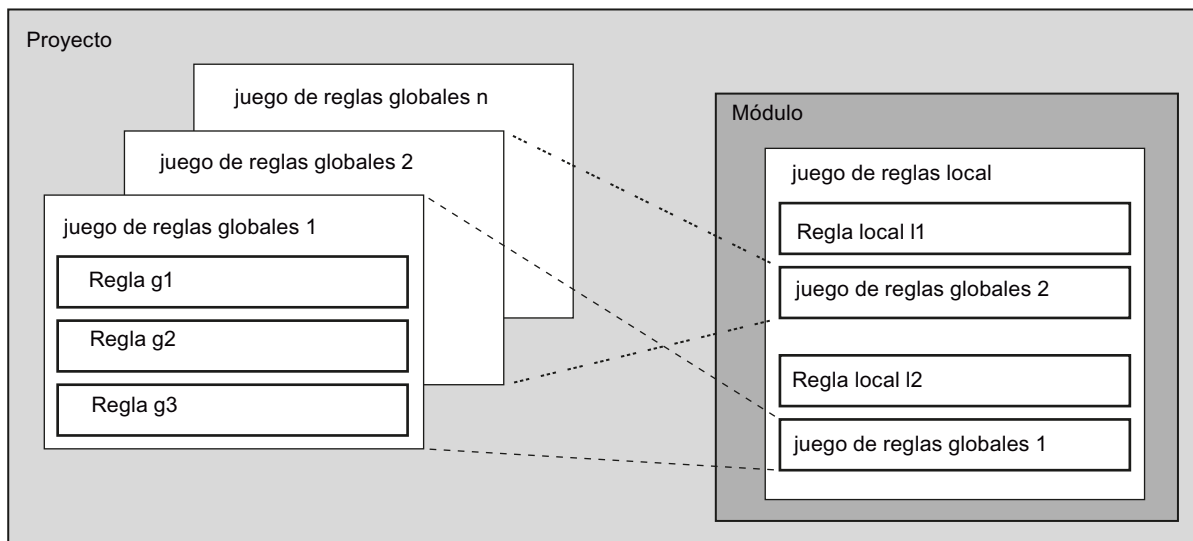 Proyecto
juego de reglas globales n
juego de reglas globales 2
juego de reglas globales 1
Regla g1
Regla g2
Regla g3
Módulo
juego de reglas local
Regla local l1
juego de reglas globales 2
Regla local l2
juego de reglas globales 1